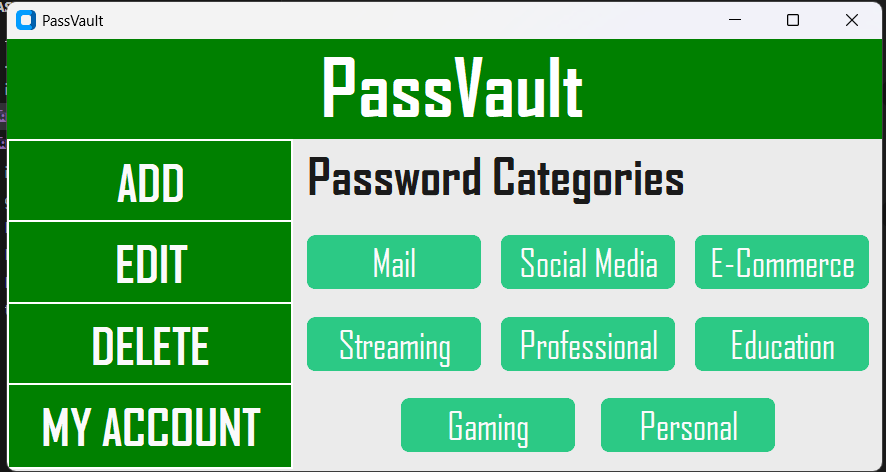 PassVault
PassVault
ADD
EDIT
DELETE
MY ACCOUNT
Password Categories
Mail Social Media E-Commerce
Streaming Professional Education
Gaming Personal